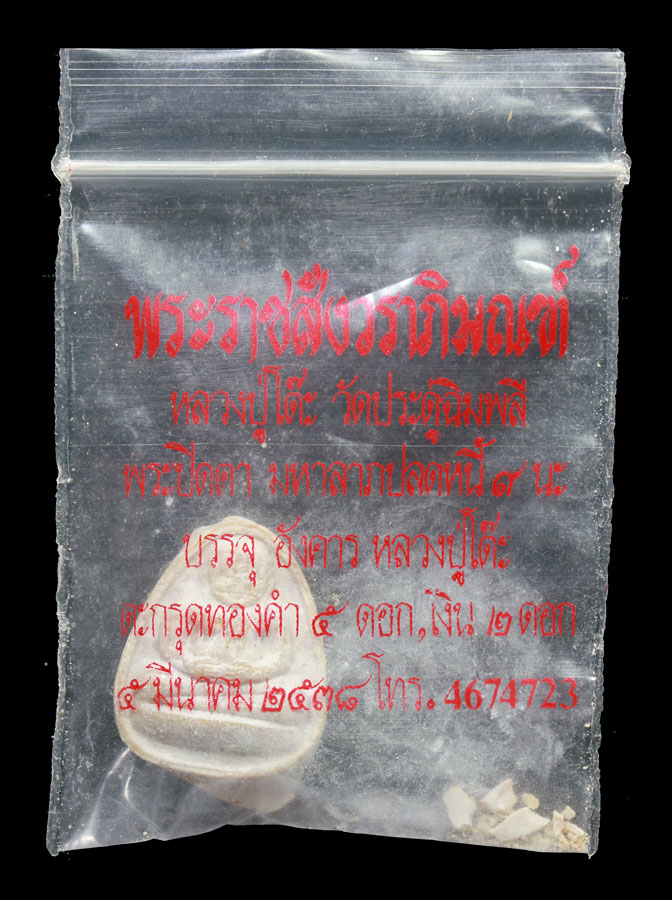 พระราชสังวราภิมณฑ์
หลวงปู่โต๊ะ วัดประดู่ฉิมพลี
พระปิดตา มหาลาภปลดหนี้ ๙ นะ
บรรจุ อังคาร หลวงปู่โต๊ะ
ตะกรุดทองคำ ๕ ดอก, เงิน ๒ ดอก
๕ มีนาคม ๒๕๓๘ โทร. 4674723